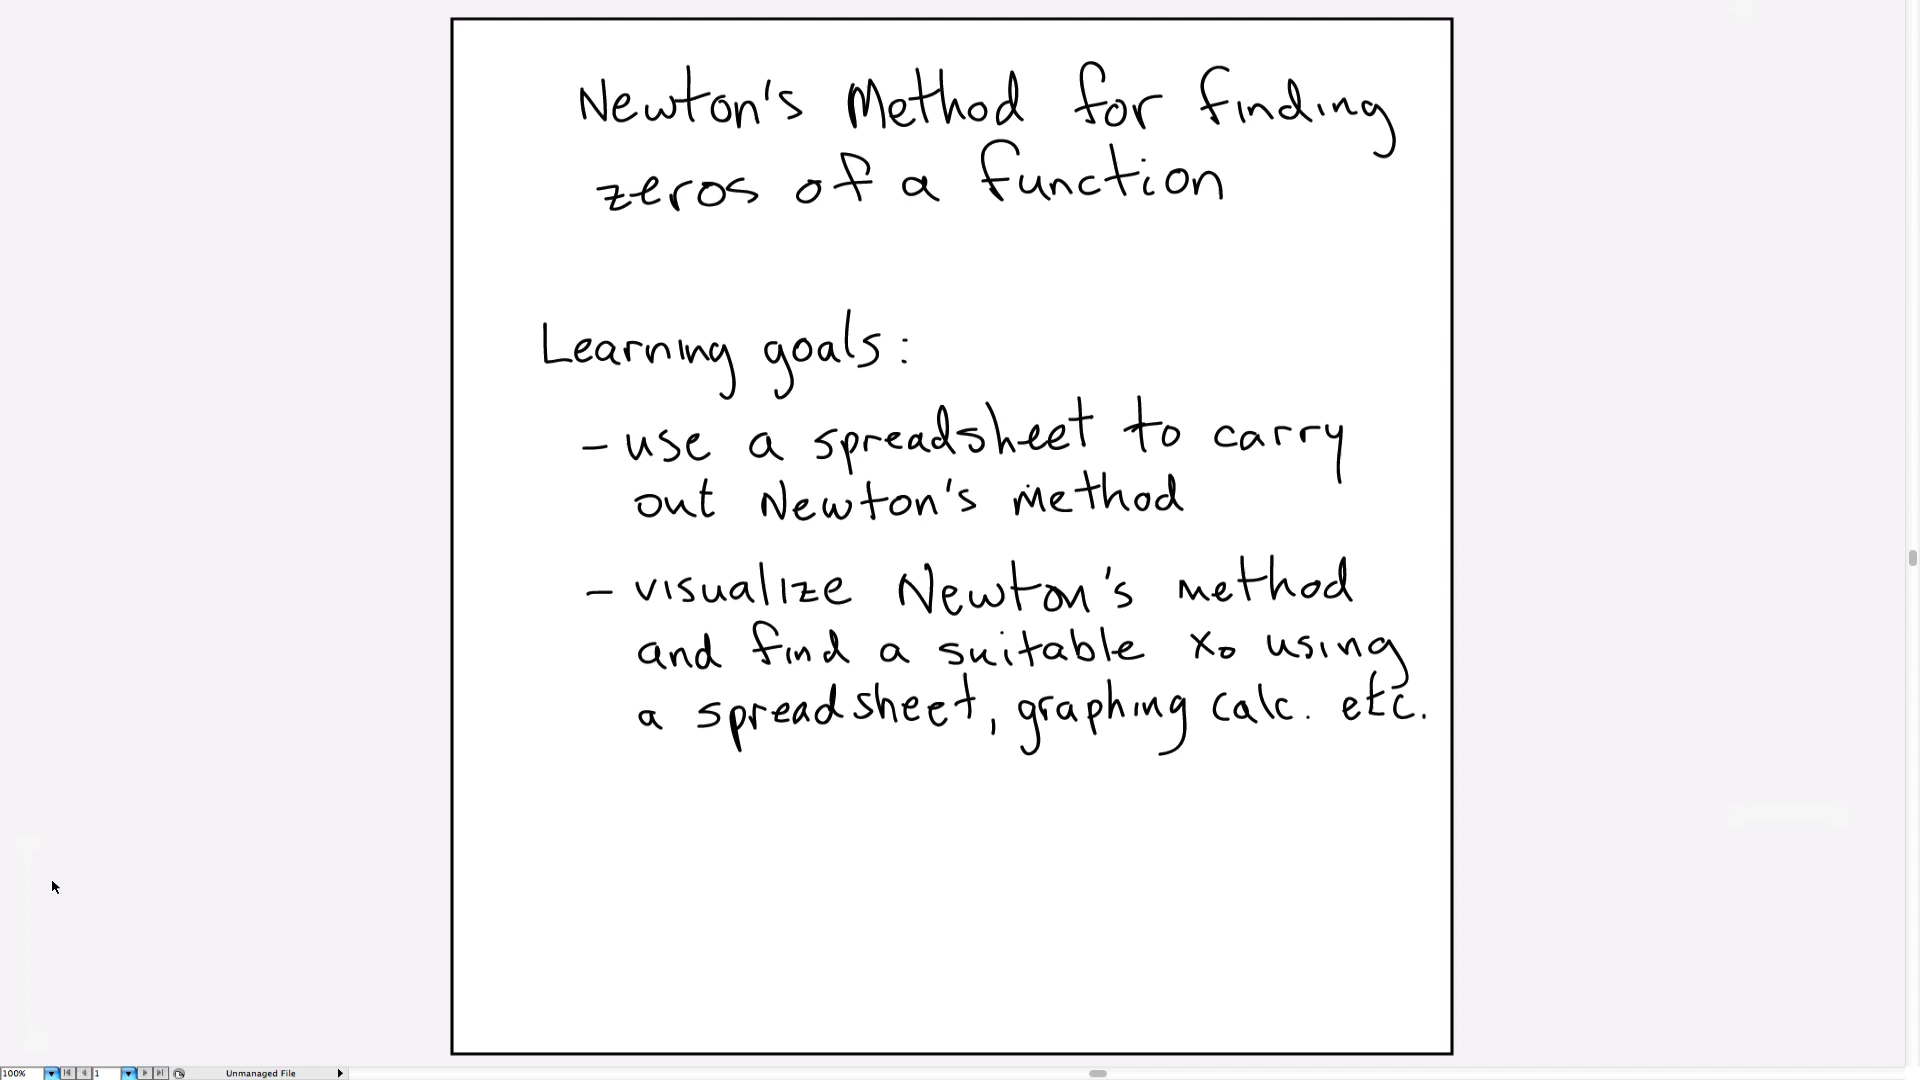 Newton's Method for finding
zeros of a function
Learning goals:
- use a spreadsheet to carry
out Newton's method
- visualize Newton's method
and find a suitable x₀ using
a spreadsheet, graphing calc. etc.
100% 1 Unmanaged File